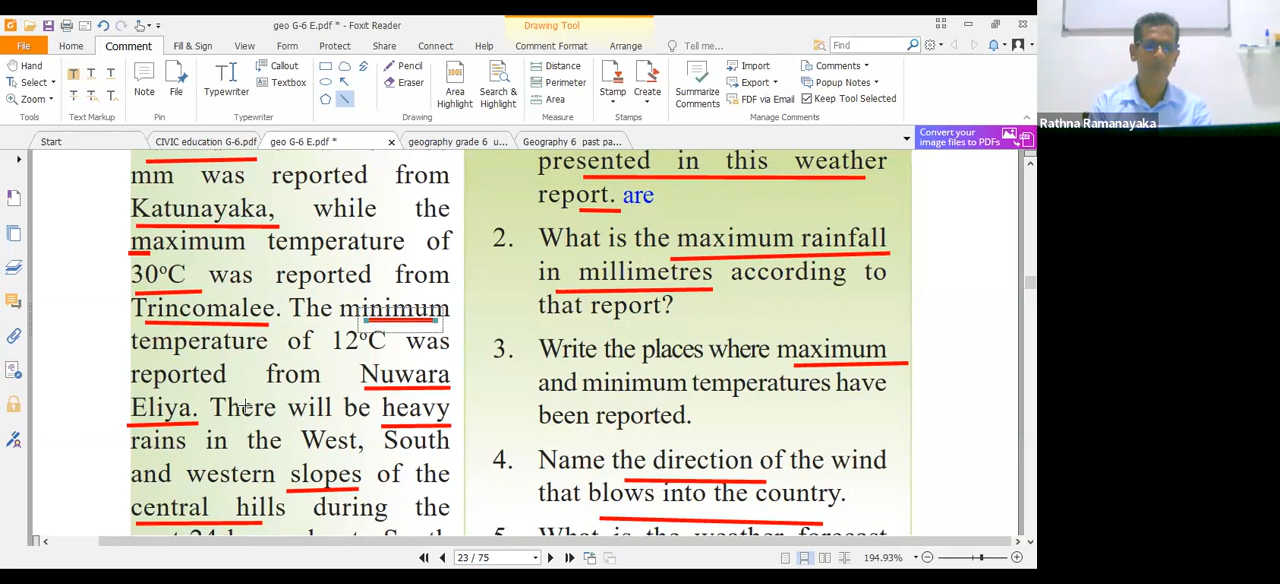 geo G-6 E.pdf * - Foxit Reader
Drawing Tool
File Home Comment Fill & Sign View Form Protect Share Connect Help Comment Format Arrange Tell me... Find
Hand
Select
Zoom
Text Markup
Note
File
Pin
Typewriter
Callout
Textbox
Typewriter
Pencil
Eraser
Drawing
Area Highlight
Search & Highlight
Distance
Perimeter
Area
Measure
Stamp
Create
Stamp
Summarize Comments
Import
Export
FDF via Email
Comments
Popup Notes
Keep Tool Selected
Manage Comments
Rathna Ramanayaka
Start
CIVIC education G-6.pdf
geo G-6 E.pdf *
geography grade 6 u...
Geography 6 past pa...
Convert your
image files to PDFs
mm was reported from
Katunayaka, while the
maximum temperature of
30°C was reported from
Trincomalee. The minimum
temperature of 12°C was
reported from Nuwara
Eliya. There will be heavy
rains in the West, South
and western slopes of the
central hills during the
presented in this weather
report. are
2. What is the maximum rainfall
in millimetres according to
that report?
3. Write the places where maximum
and minimum temperatures have
been reported.
4. Name the direction of the wind
that blows into the country.
5. What is the weather forecast
23 / 75
194.93%